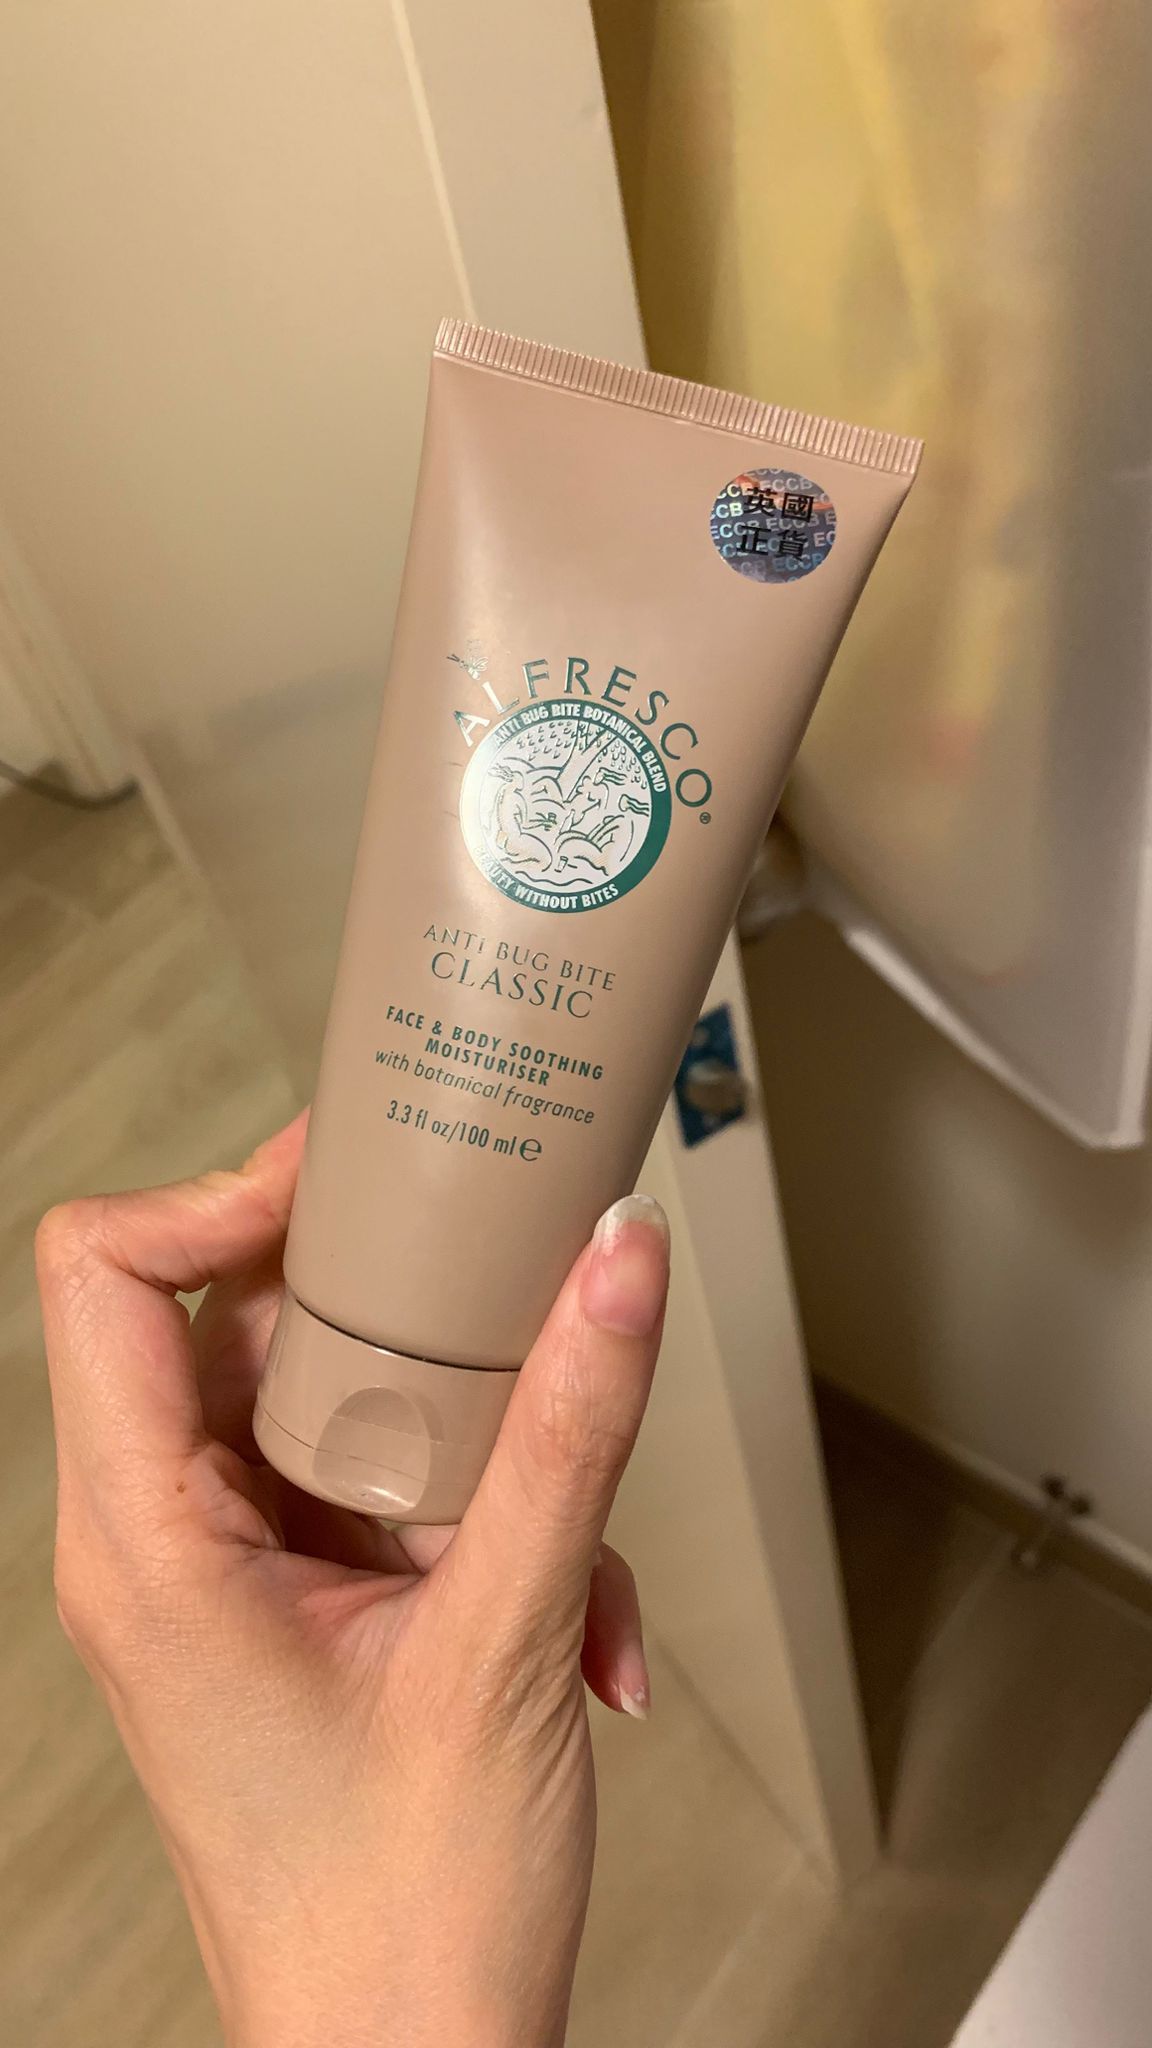 英國
正貨
ALFRESCO®
ANTI BUG BITE BOTANICAL BLEND
BEAUTY WITHOUT BITES
ANTI BUG BITE
CLASSIC
FACE & BODY SOOTHING
MOISTURISER
with botanical fragrance
3.3 fl oz/100 ml ℮